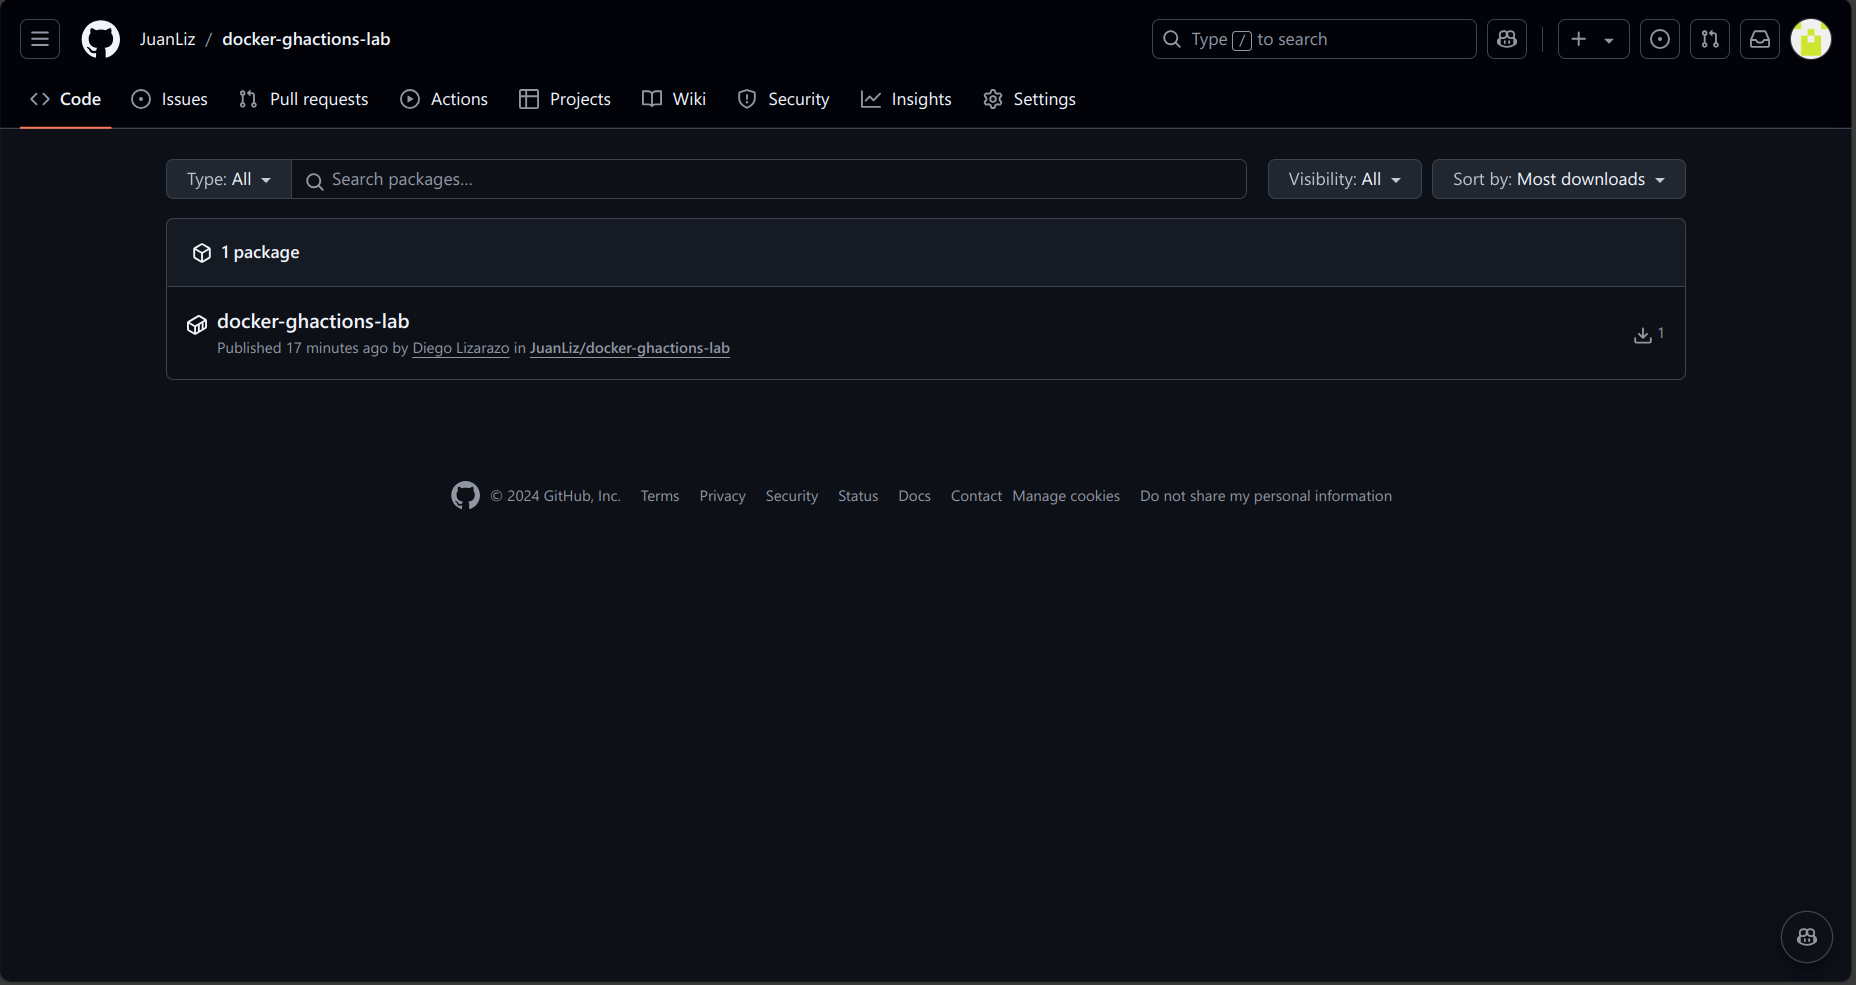 JuanLiz / docker-ghactions-lab
Type / to search
Code Issues Pull requests Actions Projects Wiki Security Insights Settings
Type: All Search packages... Visibility: All Sort by: Most downloads
1 package
docker-ghactions-lab
Published 17 minutes ago by Diego Lizarazo in JuanLiz/docker-ghactions-lab
1
© 2024 GitHub, Inc. Terms Privacy Security Status Docs Contact Manage cookies Do not share my personal information